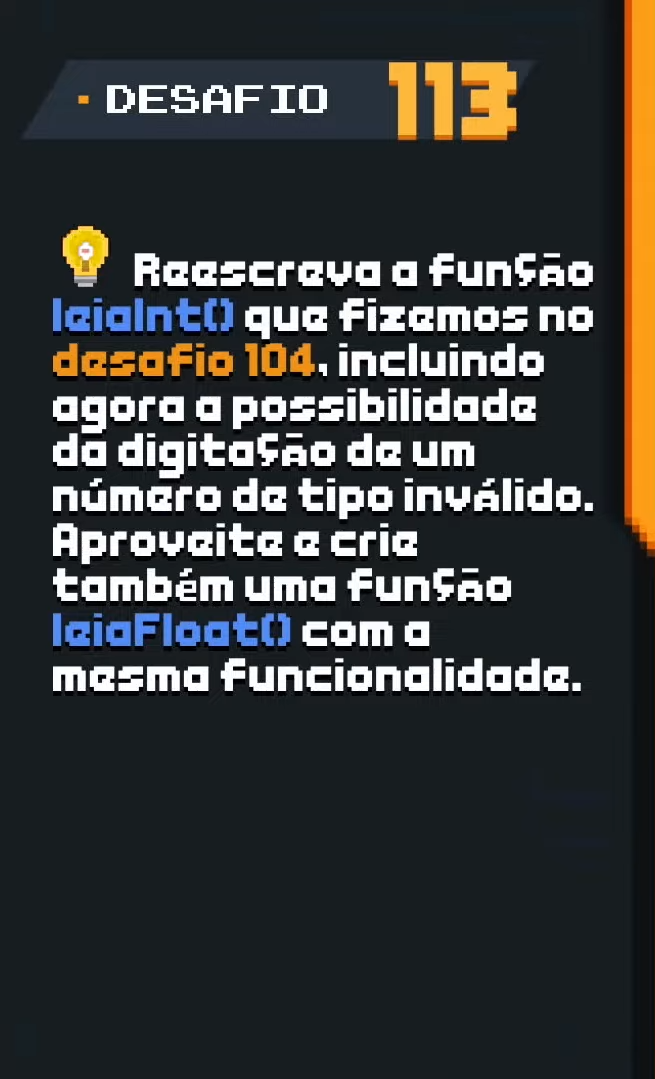 DESAFIO 113
Reescreva a função
leiaInt() que fizemos no
desafio 104, incluindo
agora a possibilidade
da digitação de um
número de tipo inválido.
Aproveite e crie
também uma função
leiaFloat() com a
mesma funcionalidade.